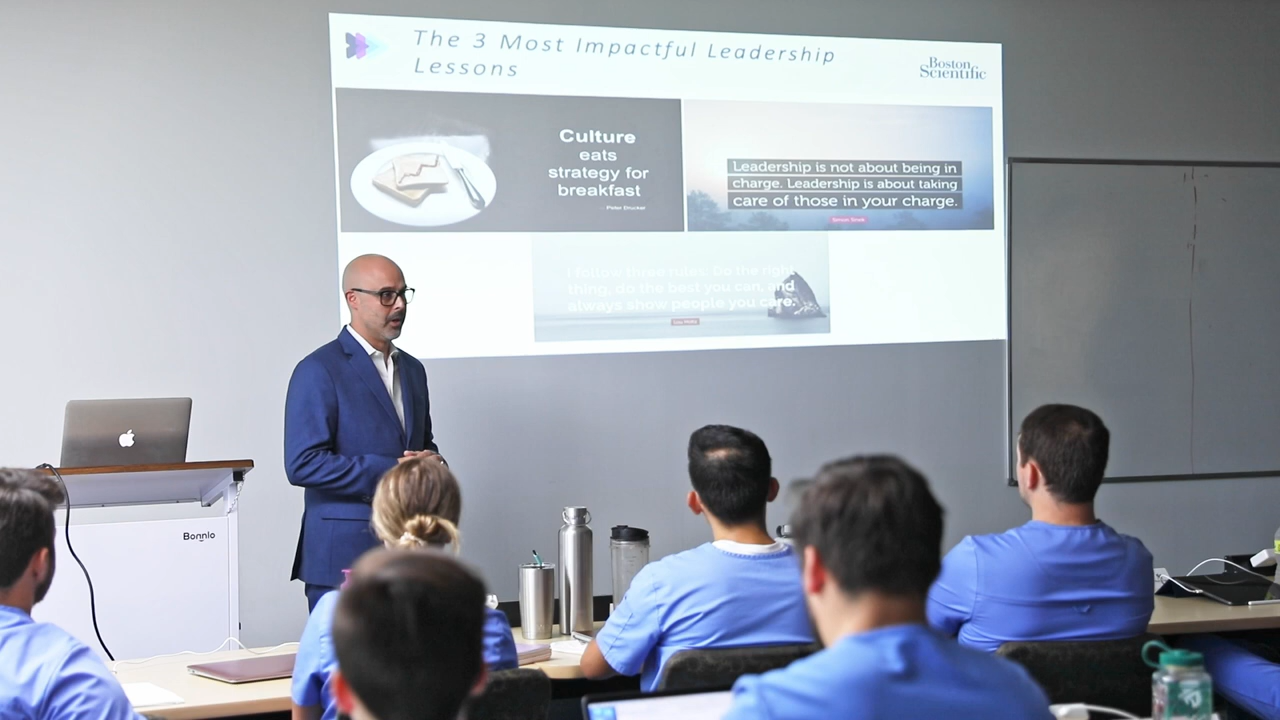 The 3 Most Impactful Leadership
Lessons
Boston
Scientific
Culture
eats
strategy for
breakfast
Peter Drucker
Leadership is not about being in
charge. Leadership is about taking
care of those in your charge.
Simon Sinek
I follow three rules: Do the right
thing, do the best you can, and
always show people you care.
Bonnlo